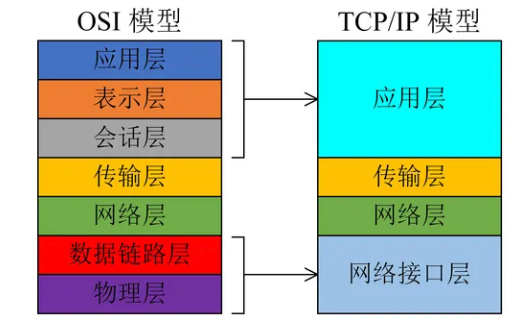 OSI 模型
应用层
表示层
会话层
传输层
网络层
数据链路层
物理层
TCP/IP 模型
应用层
传输层
网络层
网络接口层